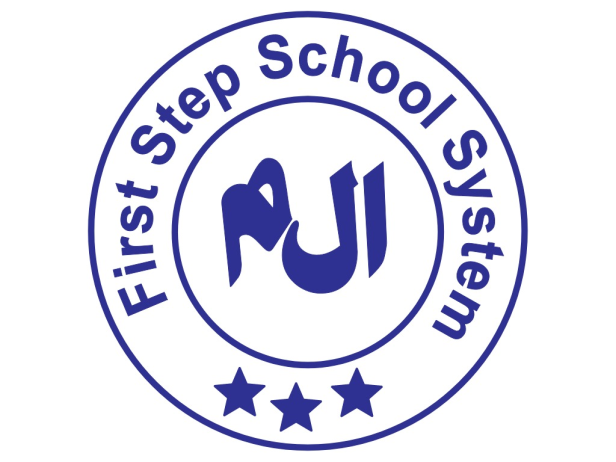 First Step School System
الم